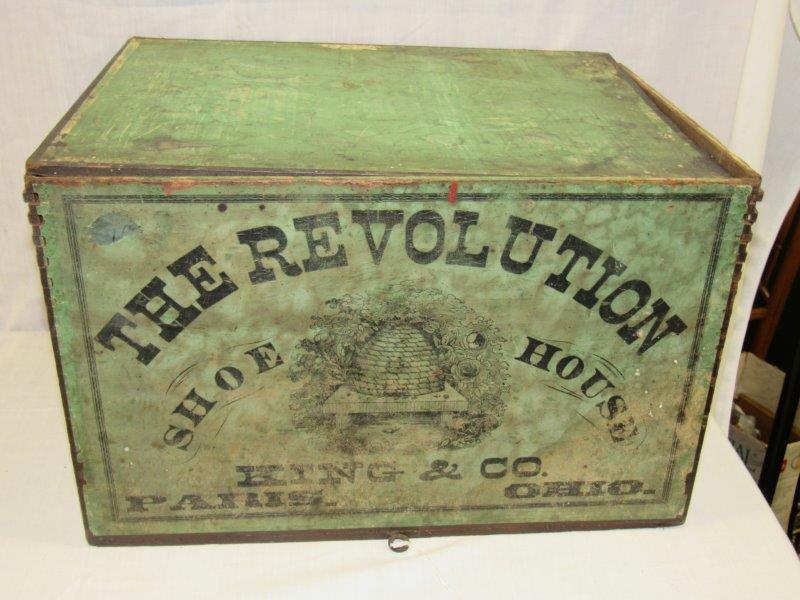 THE REVOLUTION
SHOE HOUSE
KING & CO.
PARIS. OHIO.